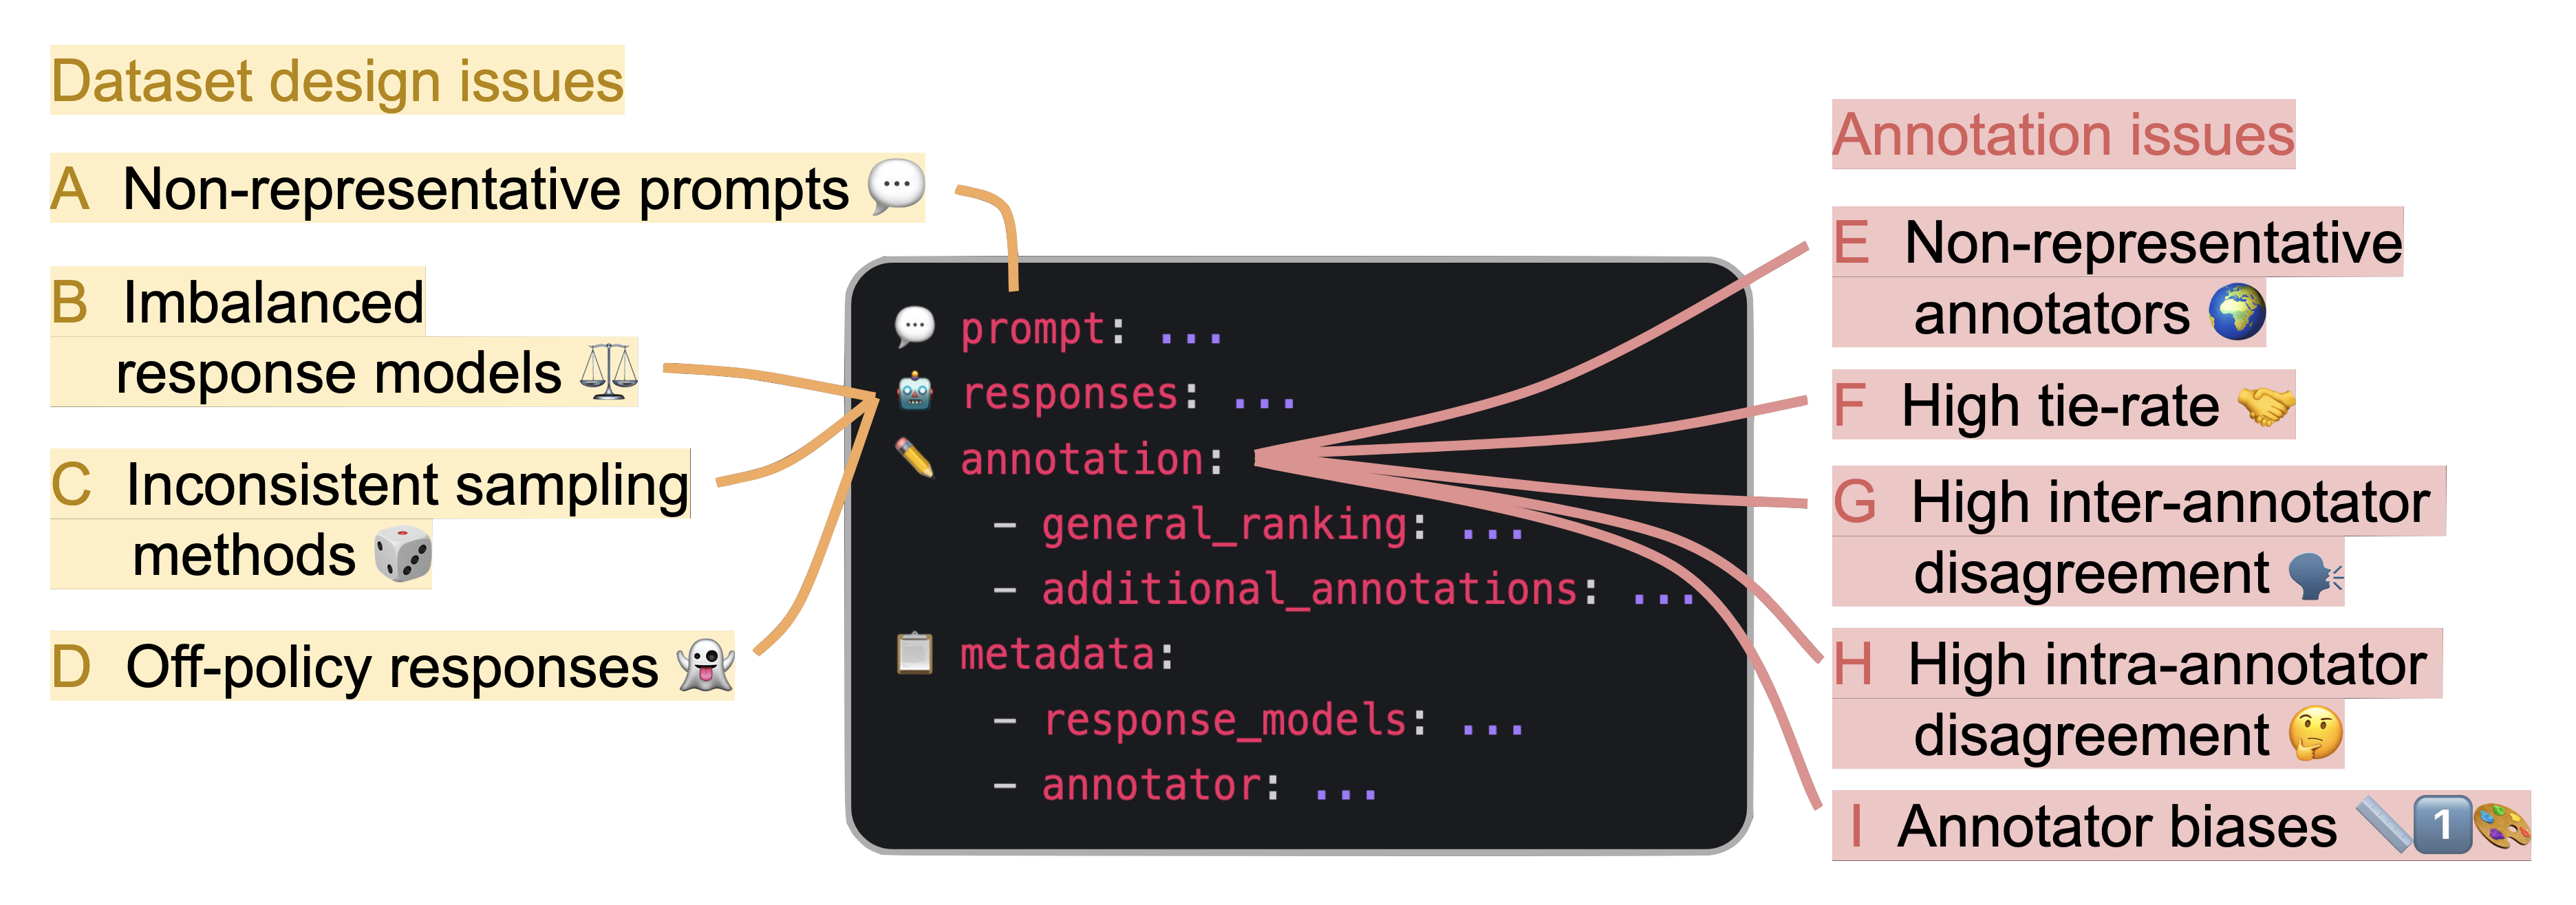 Dataset design issues
A Non-representative prompts 💬
B Imbalanced
response models ⚖️
C Inconsistent sampling
methods 🎲
D Off-policy responses 👻
💬 prompt: ...
🤖 responses: ...
✏️ annotation:
- general_ranking: ...
- additional_annotations: ...
📋 metadata:
- response_models: ...
- annotator: ...
Annotation issues
E Non-representative
annotators 🌍
F High tie-rate 🤝
G High inter-annotator
disagreement 🗣️
H High intra-annotator
disagreement 🤔
I Annotator biases 📏1️⃣🎨